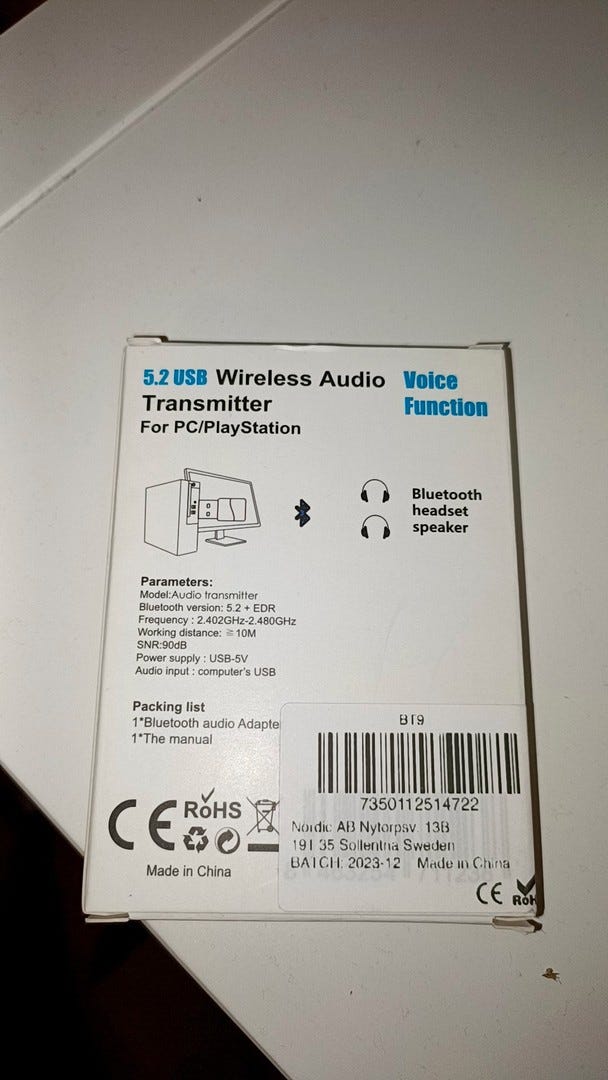 5.2 USB Wireless Audio
Transmitter
For PC/PlayStation
Voice
Function
Bluetooth
headset
speaker
Parameters:
Model:Audio transmitter
Bluetooth version: 5.2 + EDR
Frequency : 2.402GHz-2.480GHz
Working distance: ≧10M
SNR:90dB
Power supply : USB-5V
Audio input : computer's USB
Packing list
1*Bluetooth audio Adapte
1*The manual
CE RoHS
Made in China
BT9
7350112514722
Nordic AB Nytorpsv. 13B
191 35 Sollentna Sweden
BATCH: 2023-12 Made in China
CE RoH